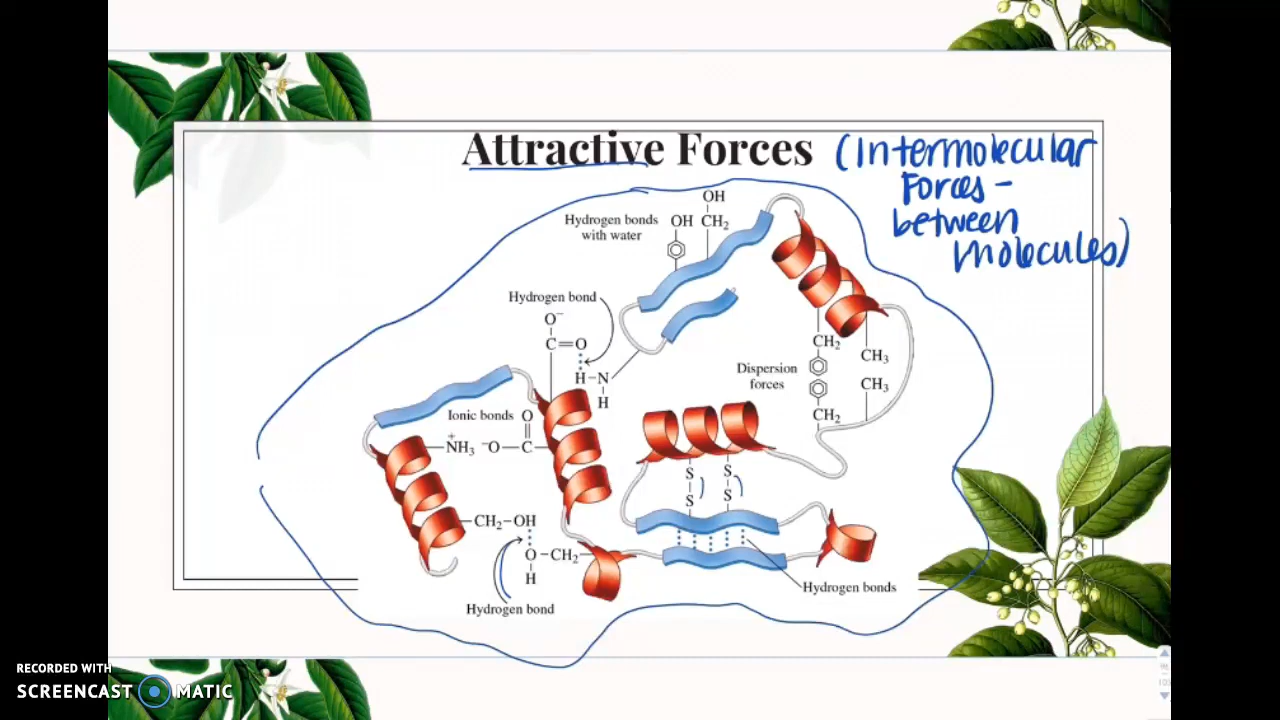 Attractive Forces
(Intermolecular
Forces -
between
molecules)
OH
Hydrogen bonds
with water
OH CH2
Hydrogen bond
O−
C=O
H–N
H
CH2
CH3
Dispersion
forces
CH3
CH2
Ionic bonds
O
+
NH3 −O–C
S S
S S
CH2–OH
O–CH2
H
Hydrogen bonds
Hydrogen bond
RECORDED WITH
SCREENCAST MATIC